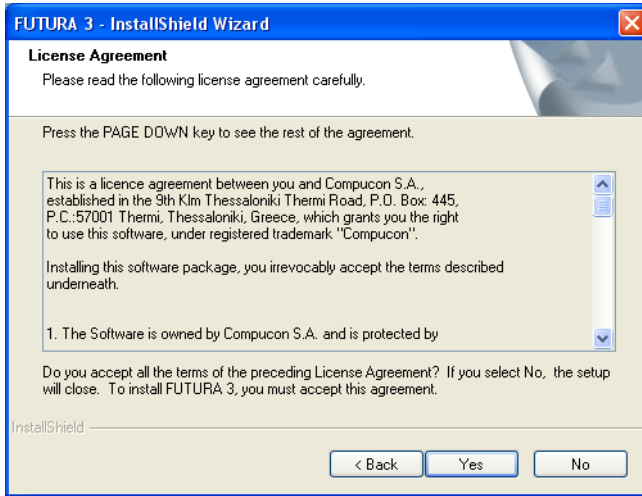 FUTURA 3 - InstallShield Wizard
License Agreement
Please read the following license agreement carefully.
Press the PAGE DOWN key to see the rest of the agreement.
This is a licence agreement between you and Compucon S.A.,
established in the 9th Klm Thessaloniki Thermi Road, P.O. Box: 445,
P.C.:57001 Thermi, Thessaloniki, Greece, which grants you the right
to use this software, under registered trademark "Compucon".
Installing this software package, you irrevocably accept the terms described
underneath.
1. The Software is owned by Compucon S.A. and is protected by
Do you accept all the terms of the preceding License Agreement? If you select No, the setup
will close. To install FUTURA 3, you must accept this agreement.
InstallShield
< Back Yes No